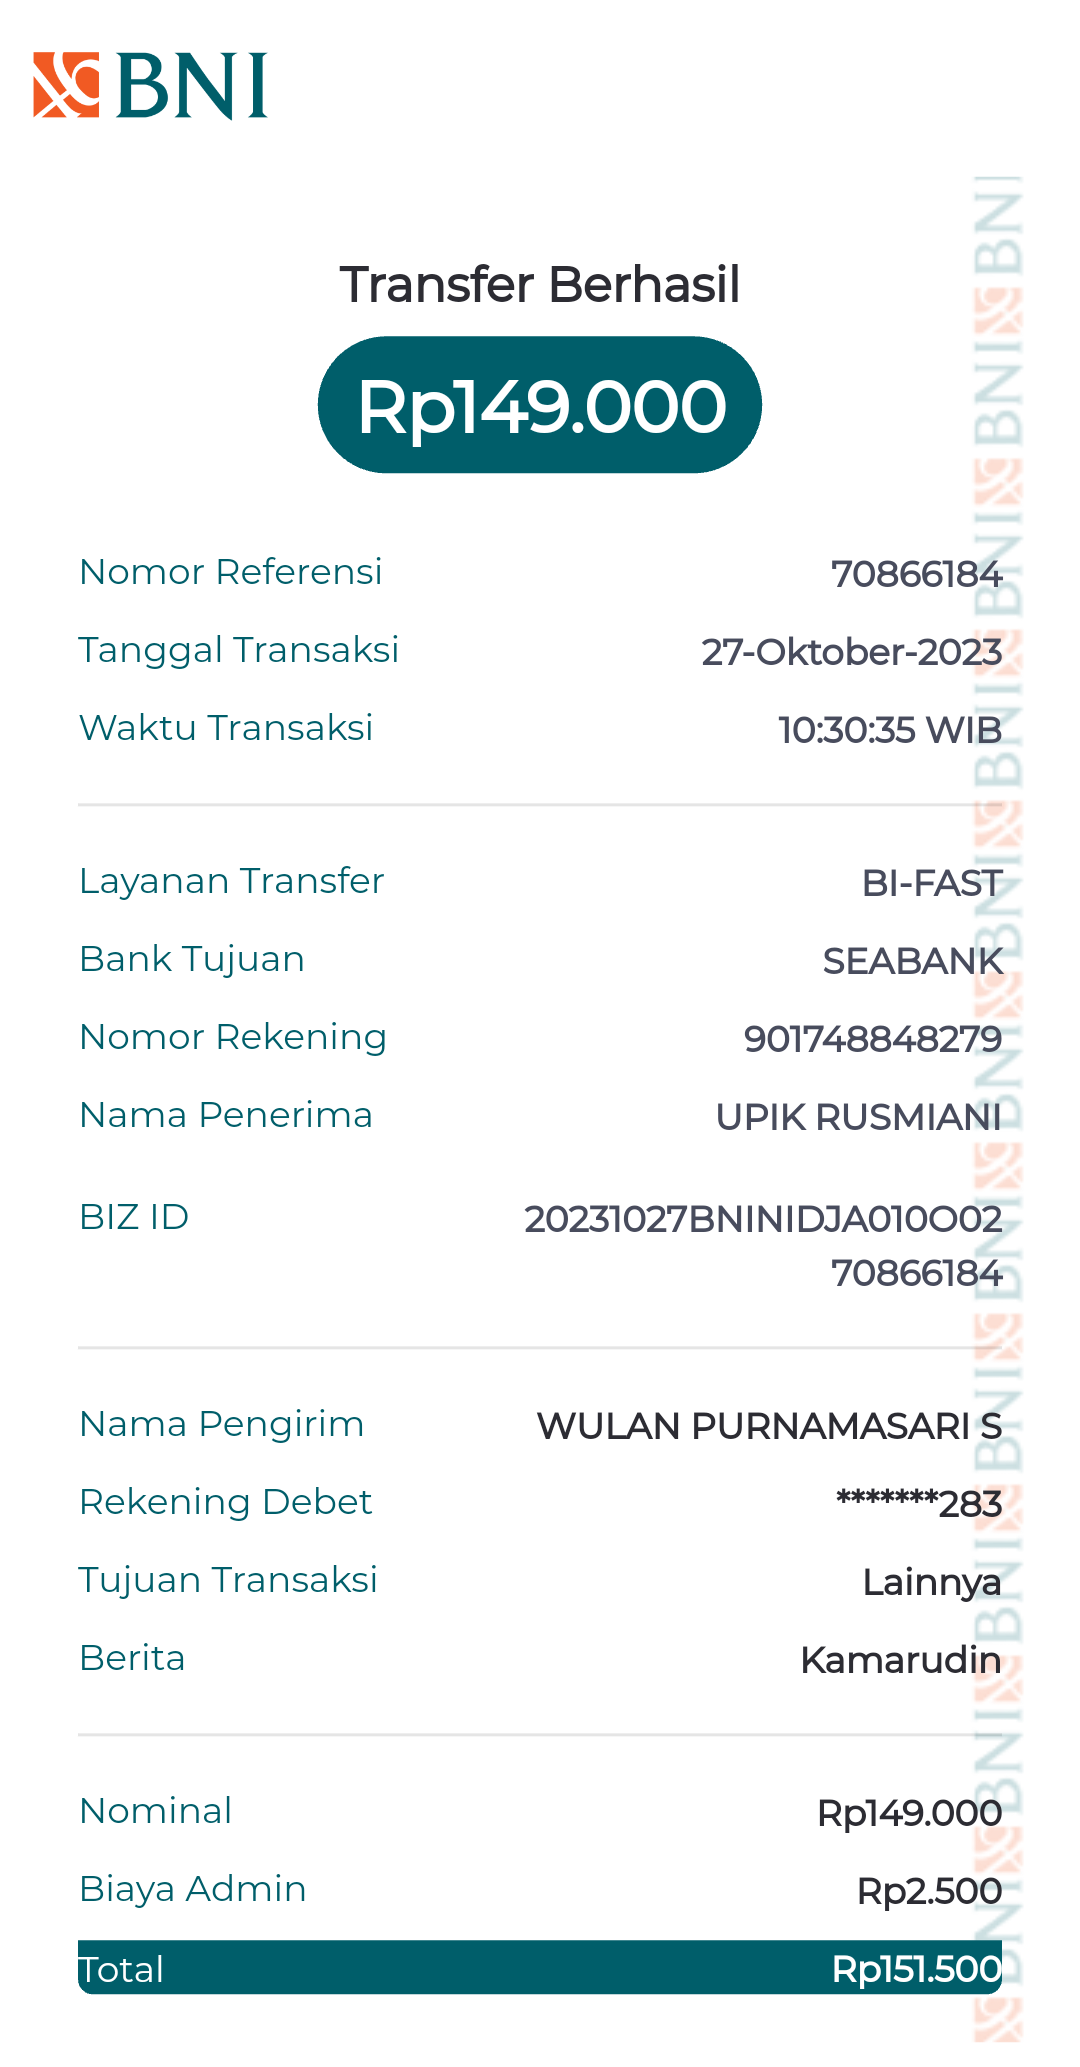 BNI
Transfer Berhasil
Rp149.000
Nomor Referensi 70866184
Tanggal Transaksi 27-Oktober-2023
Waktu Transaksi 10:30:35 WIB
Layanan Transfer BI-FAST
Bank Tujuan SEABANK
Nomor Rekening 901748848279
Nama Penerima UPIK RUSMIANI
BIZ ID 20231027BNINIDJA010O02
70866184
Nama Pengirim WULAN PURNAMASARI S
Rekening Debet *******283
Tujuan Transaksi Lainnya
Berita Kamarudin
Nominal Rp149.000
Biaya Admin Rp2.500
Total Rp151.500
BNI BNI BNI BNI BNI BNI BNI BNI BNI BNI BNI